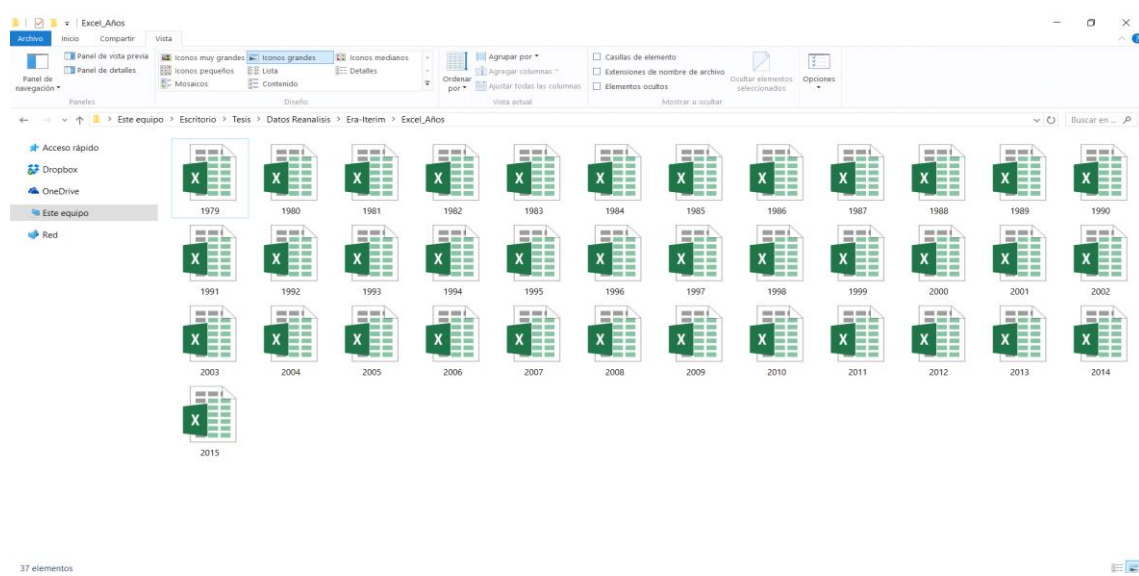 Excel_Años
Archivo Inicio Compartir Vista
Panel de vista previa Iconos muy grandes Iconos grandes Iconos medianos Agrupar por Casillas de elemento
Panel de detalles Iconos pequeños Lista Detalles Agregar columnas Extensiones de nombre de archivo
Panel de navegación Mosaicos Contenido Ordenar por Ajustar todas las columnas Elementos ocultos Ocultar elementos seleccionados Opciones
Paneles Diseño Vista actual Mostrar u ocultar
Este equipo > Escritorio > Tesis > Datos Reanalisis > Era-Iterim > Excel_Años Buscar en ...
Acceso rápido
Dropbox
OneDrive
Este equipo
Red
X X X X X X X X X X X X
1979 1980 1981 1982 1983 1984 1985 1986 1987 1988 1989 1990
X X X X X X X X X X X X
1991 1992 1993 1994 1995 1996 1997 1998 1999 2000 2001 2002
X X X X X X X X X X X X
2003 2004 2005 2006 2007 2008 2009 2010 2011 2012 2013 2014
X
2015
37 elementos